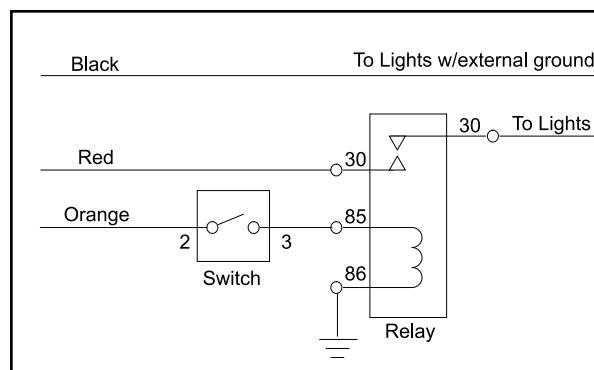 Black
To Lights w/external ground
30
To Lights
Red
30
Orange
85
2
3
Switch
86
Relay